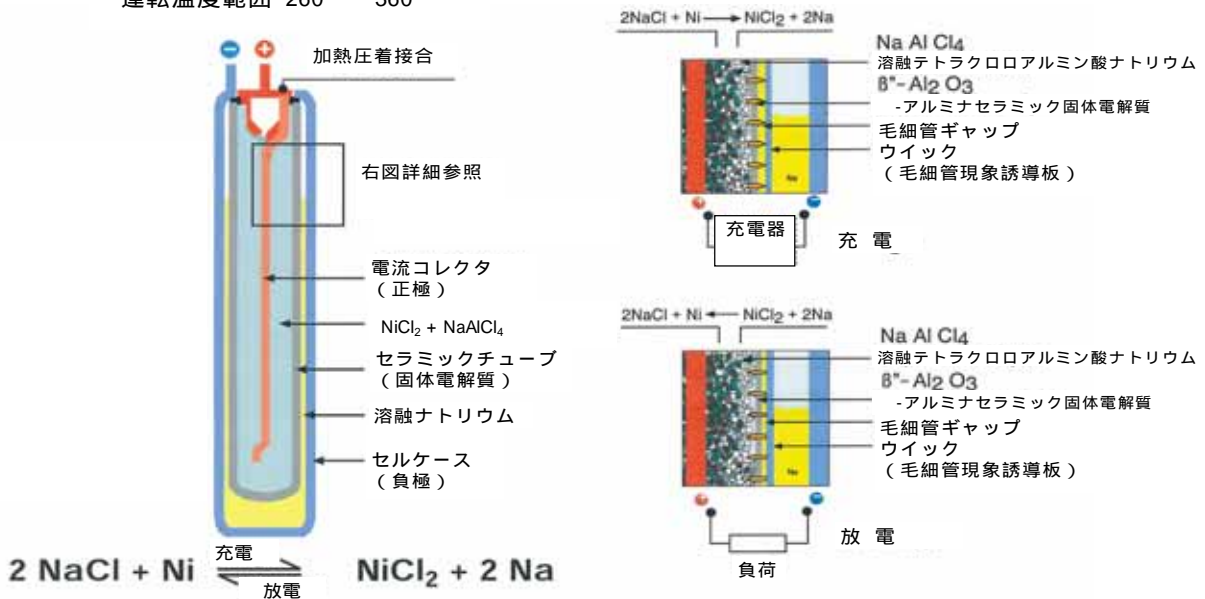 運転温度範囲 260 360
加熱圧着接合
右図詳細参照
電流コレクタ
（正極）
NiCl₂ + NaAlCl₄
セラミックチューブ
（固体電解質）
溶融ナトリウム
セルケース
（負極）
2 NaCl + Ni 充電 放電 NiCl₂ + 2 Na
2NaCl + Ni → NiCl₂ + 2Na
Na Al Cl₄
溶融テトラクロロアルミン酸ナトリウム
ß"- Al₂ O₃
-アルミナセラミック固体電解質
毛細管ギャップ
ウイック
（毛細管現象誘導板）
Na
充電器
充 電
2NaCl + Ni ← NiCl₂ + 2Na
Na Al Cl₄
溶融テトラクロロアルミン酸ナトリウム
ß"- Al₂ O₃
-アルミナセラミック固体電解質
毛細管ギャップ
ウイック
（毛細管現象誘導板）
Na
放 電
負荷